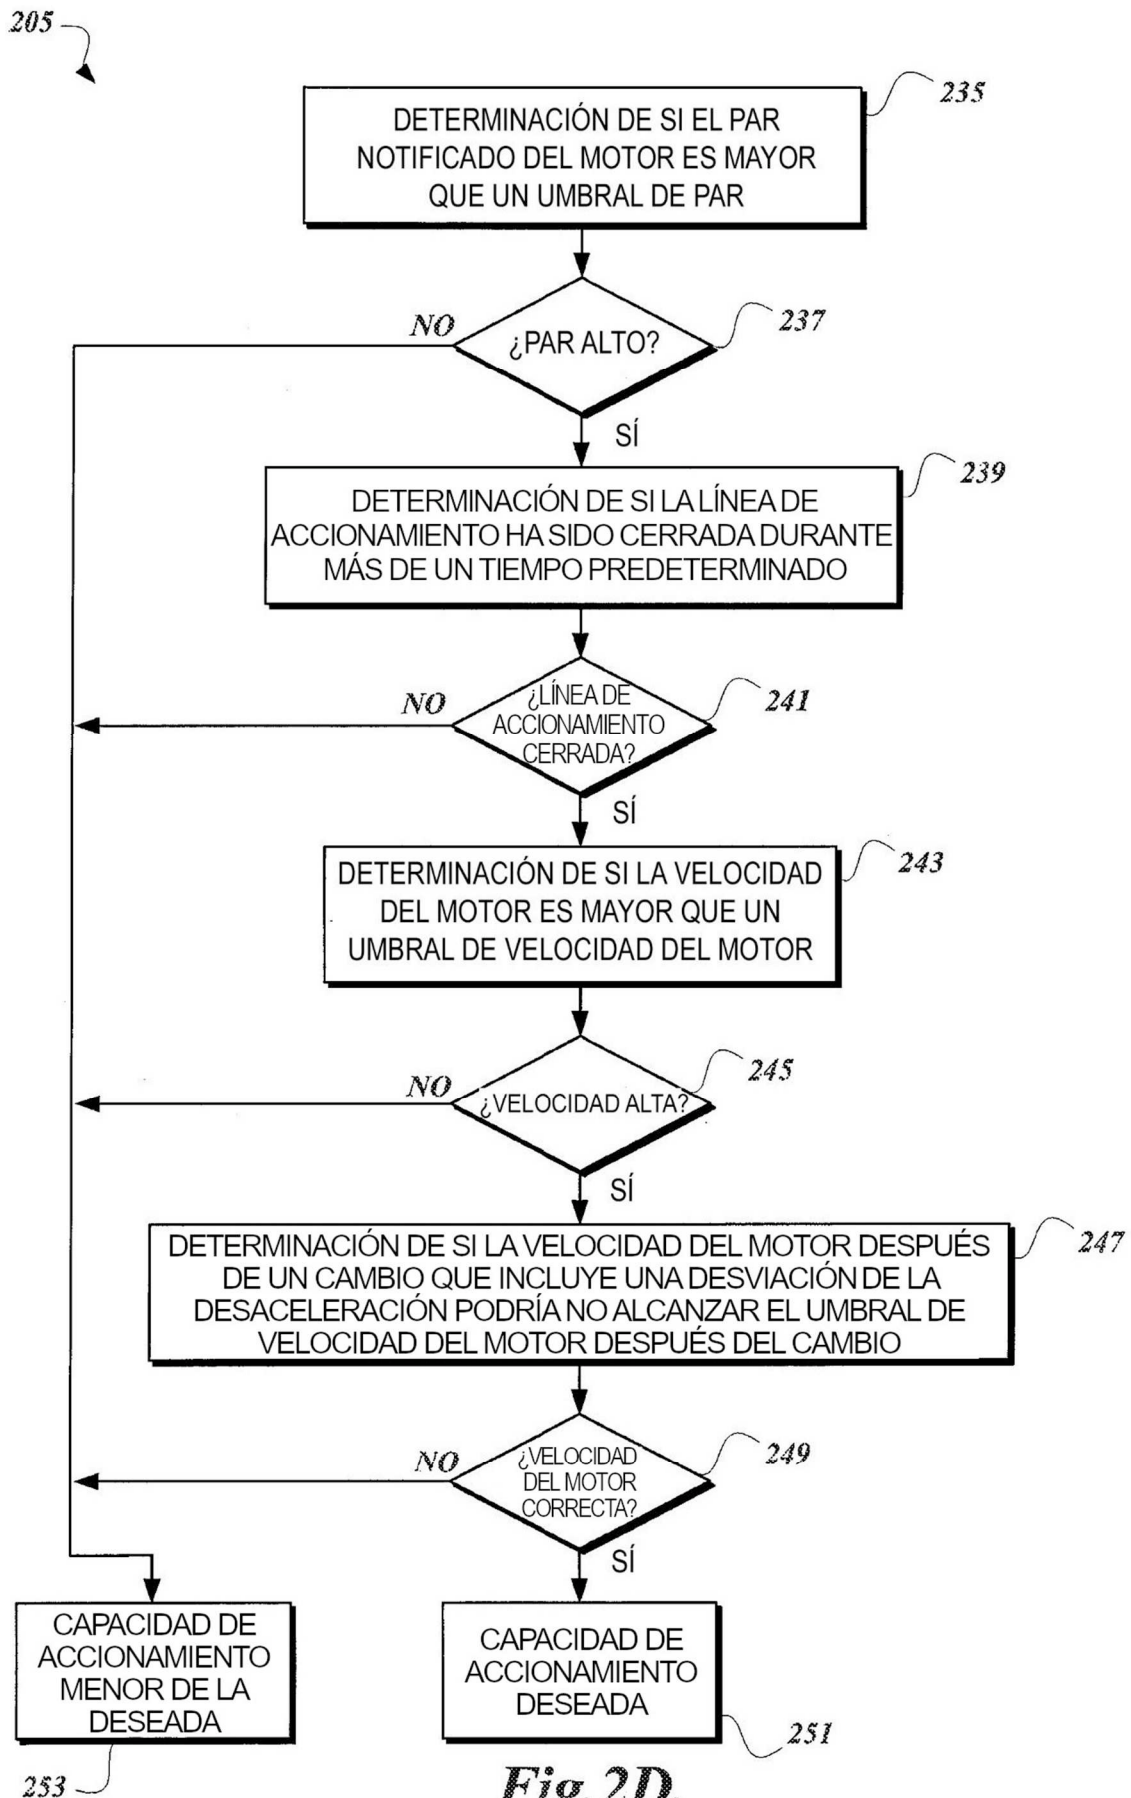 205
235
DETERMINACIÓN DE SI EL PAR
NOTIFICADO DEL MOTOR ES MAYOR
QUE UN UMBRAL DE PAR
237
NO
¿PAR ALTO?
SÍ
239
DETERMINACIÓN DE SI LA LÍNEA DE
ACCIONAMIENTO HA SIDO CERRADA DURANTE
MÁS DE UN TIEMPO PREDETERMINADO
241
NO
¿LÍNEA DE
ACCIONAMIENTO
CERRADA?
SÍ
243
DETERMINACIÓN DE SI LA VELOCIDAD
DEL MOTOR ES MAYOR QUE UN
UMBRAL DE VELOCIDAD DEL MOTOR
245
NO
¿VELOCIDAD ALTA?
SÍ
247
DETERMINACIÓN DE SI LA VELOCIDAD DEL MOTOR DESPUÉS
DE UN CAMBIO QUE INCLUYE UNA DESVIACIÓN DE LA
DESACELERACIÓN PODRÍA NO ALCANZAR EL UMBRAL DE
VELOCIDAD DEL MOTOR DESPUÉS DEL CAMBIO
249
NO
¿VELOCIDAD
DEL MOTOR
CORRECTA?
SÍ
CAPACIDAD DE
ACCIONAMIENTO
MENOR DE LA
DESEADA
253
CAPACIDAD DE
ACCIONAMIENTO
DESEADA
251
Fig. 2D.